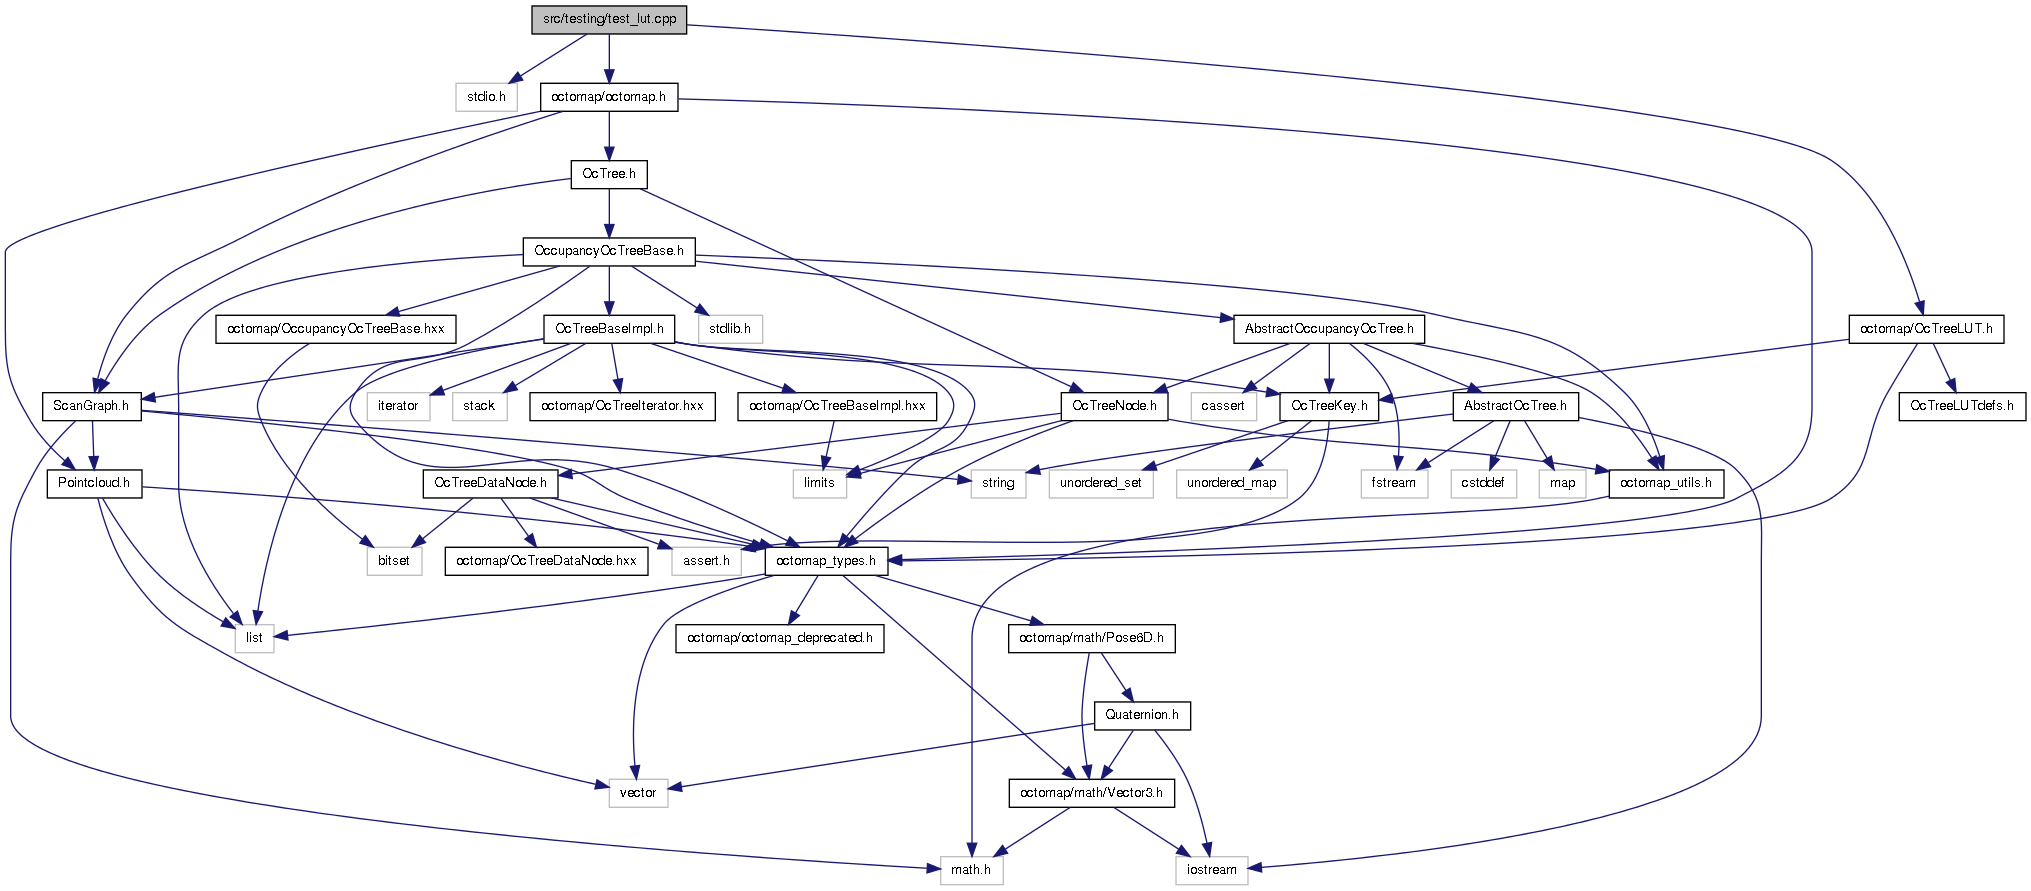 src/testing/test_lut.cpp
stdio.h
octomap/octomap.h
OcTree.h
OccupancyOcTreeBase.h
octomap/OccupancyOcTreeBase.hxx
OcTreeBaseImpl.h
stdlib.h
AbstractOccupancyOcTree.h
octomap/OcTreeLUT.h
ScanGraph.h
iterator
stack
octomap/OcTreeIterator.hxx
octomap/OcTreeBaseImpl.hxx
OcTreeNode.h
cassert
OcTreeKey.h
AbstractOcTree.h
OcTreeLUTdefs.h
Pointcloud.h
OcTreeDataNode.h
limits
string
unordered_set
unordered_map
fstream
cstddef
map
octomap_utils.h
bitset
octomap/OcTreeDataNode.hxx
assert.h
octomap_types.h
list
octomap/octomap_deprecated.h
octomap/math/Pose6D.h
Quaternion.h
vector
octomap/math/Vector3.h
math.h
iostream